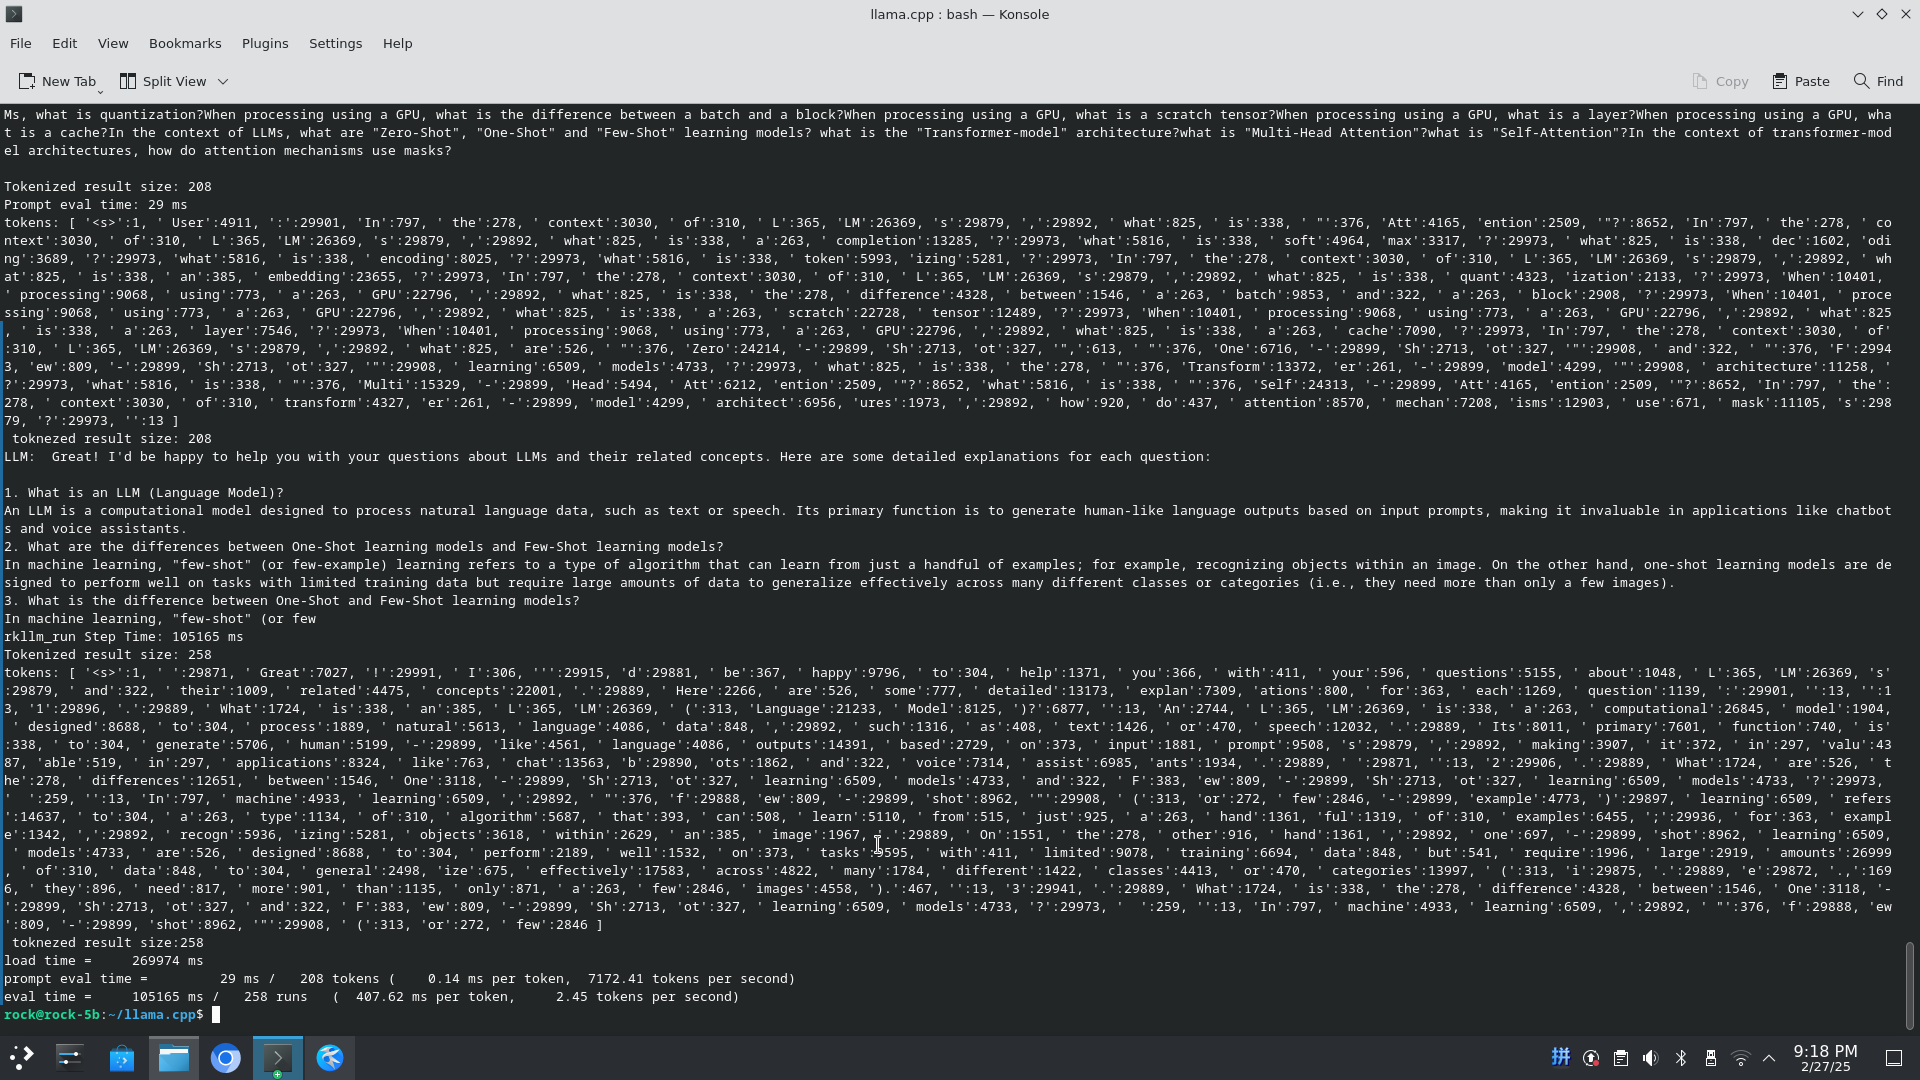 llama.cpp : bash — Konsole
File Edit View Bookmarks Plugins Settings Help
New Tab Split View Copy Paste Find
Ms, what is quantization?When processing using a GPU, what is the difference between a batch and a block?When processing using a GPU, what is a scratch tensor?When processing using a GPU, what is a layer?When processing using a GPU, wha
t is a cache?In the context of LLMs, what are "Zero-Shot", "One-Shot" and "Few-Shot" learning models? what is the "Transformer-model" architecture?what is "Multi-Head Attention"?what is "Self-Attention"?In the context of transformer-mod
el architectures, how do attention mechanisms use masks?
Tokenized result size: 208
Prompt eval time: 29 ms
tokens: [ '<s>':1, ' User':4911, ':':29901, 'In':797, ' the':278, ' context':3030, ' of':310, ' L':365, 'LM':26369, 's':29879, ',':29892, ' what':825, ' is':338, ' "':376, 'Att':4165, 'ention':2509, '"?':8652, 'In':797, ' the':278, ' co
ntext':3030, ' of':310, ' L':365, 'LM':26369, 's':29879, ',':29892, ' what':825, ' is':338, ' a':263, ' completion':13285, '?':29973, 'what':5816, ' is':338, ' soft':4964, 'max':3317, '?':29973, ' what':825, ' is':338, ' dec':1602, 'odi
ng':3689, '?':29973, 'what':5816, ' is':338, ' encoding':8025, '?':29973, 'what':5816, ' is':338, ' token':5993, 'izing':5281, '?':29973, 'In':797, ' the':278, ' context':3030, ' of':310, ' L':365, 'LM':26369, 's':29879, ',':29892, ' wh
at':825, ' is':338, ' an':385, ' embedding':23655, '?':29973, 'In':797, ' the':278, ' context':3030, ' of':310, ' L':365, 'LM':26369, 's':29879, ',':29892, ' what':825, ' is':338, ' quant':4323, 'ization':2133, '?':29973, 'When':10401,
' processing':9068, ' using':773, ' a':263, ' GPU':22796, ',':29892, ' what':825, ' is':338, ' the':278, ' difference':4328, ' between':1546, ' a':263, ' batch':9853, ' and':322, ' a':263, ' block':2908, '?':29973, 'When':10401, ' proce
ssing':9068, ' using':773, ' a':263, ' GPU':22796, ',':29892, ' what':825, ' is':338, ' a':263, ' scratch':22728, ' tensor':12489, '?':29973, 'When':10401, ' processing':9068, ' using':773, ' a':263, ' GPU':22796, ',':29892, ' what':825
, ' is':338, ' a':263, ' layer':7546, '?':29973, 'When':10401, ' processing':9068, ' using':773, ' a':263, ' GPU':22796, ',':29892, ' what':825, ' is':338, ' a':263, ' cache':7090, '?':29973, 'In':797, ' the':278, ' context':3030, ' of'
:310, ' L':365, 'LM':26369, 's':29879, ',':29892, ' what':825, ' are':526, ' "':376, 'Zero':24214, '-':29899, 'Sh':2713, 'ot':327, '",':613, ' "':376, 'One':6716, '-':29899, 'Sh':2713, 'ot':327, '"':29908, ' and':322, ' "':376, 'F':2994
3, 'ew':809, '-':29899, 'Sh':2713, 'ot':327, '"':29908, ' learning':6509, ' models':4733, '?':29973, ' what':825, ' is':338, ' the':278, ' "':376, 'Transform':13372, 'er':261, '-':29899, 'model':4299, '"':29908, ' architecture':11258, '
?':29973, 'what':5816, ' is':338, ' "':376, 'Multi':15329, '-':29899, 'Head':5494, ' Att':6212, 'ention':2509, '"?':8652, 'what':5816, ' is':338, ' "':376, 'Self':24313, '-':29899, 'Att':4165, 'ention':2509, '"?':8652, 'In':797, ' the':
278, ' context':3030, ' of':310, ' transform':4327, 'er':261, '-':29899, 'model':4299, ' architect':6956, 'ures':1973, ',':29892, ' how':920, ' do':437, ' attention':8570, ' mechan':7208, 'isms':12903, ' use':671, ' mask':11105, 's':298
79, '?':29973, '':13 ]
toknezed result size: 208
LLM:  Great! I'd be happy to help you with your questions about LLMs and their related concepts. Here are some detailed explanations for each question:
1. What is an LLM (Language Model)?
An LLM is a computational model designed to process natural language data, such as text or speech. Its primary function is to generate human-like language outputs based on input prompts, making it invaluable in applications like chatbot
s and voice assistants.
2. What are the differences between One-Shot learning models and Few-Shot learning models?
In machine learning, "few-shot" (or few-example) learning refers to a type of algorithm that can learn from just a handful of examples; for example, recognizing objects within an image. On the other hand, one-shot learning models are de
signed to perform well on tasks with limited training data but require large amounts of data to generalize effectively across many different classes or categories (i.e., they need more than only a few images).
3. What is the difference between One-Shot and Few-Shot learning models?
In machine learning, "few-shot" (or few
rkllm_run Step Time: 105165 ms
Tokenized result size: 258
tokens: [ '<s>':1, ' ':29871, ' Great':7027, '!':29991, ' I':306, ''':29915, 'd':29881, ' be':367, ' happy':9796, ' to':304, ' help':1371, ' you':366, ' with':411, ' your':596, ' questions':5155, ' about':1048, ' L':365, 'LM':26369, 's'
:29879, ' and':322, ' their':1009, ' related':4475, ' concepts':22001, '.':29889, ' Here':2266, ' are':526, ' some':777, ' detailed':13173, ' explan':7309, 'ations':800, ' for':363, ' each':1269, ' question':1139, ':':29901, '':13, '':1
3, '1':29896, '.':29889, ' What':1724, ' is':338, ' an':385, ' L':365, 'LM':26369, ' (':313, 'Language':21233, ' Model':8125, ')?':6877, '':13, 'An':2744, ' L':365, 'LM':26369, ' is':338, ' a':263, ' computational':26845, ' model':1904,
' designed':8688, ' to':304, ' process':1889, ' natural':5613, ' language':4086, ' data':848, ',':29892, ' such':1316, ' as':408, ' text':1426, ' or':470, ' speech':12032, '.':29889, ' Its':8011, ' primary':7601, ' function':740, ' is'
:338, ' to':304, ' generate':5706, ' human':5199, '-':29899, 'like':4561, ' language':4086, ' outputs':14391, ' based':2729, ' on':373, ' input':1881, ' prompt':9508, 's':29879, ',':29892, ' making':3907, ' it':372, ' in':297, 'valu':43
87, 'able':519, ' in':297, ' applications':8324, ' like':763, ' chat':13563, 'b':29890, 'ots':1862, ' and':322, ' voice':7314, ' assist':6985, 'ants':1934, '.':29889, ' ':29871, '':13, '2':29906, '.':29889, ' What':1724, ' are':526, ' t
he':278, ' differences':12651, ' between':1546, ' One':3118, '-':29899, 'Sh':2713, 'ot':327, ' learning':6509, ' models':4733, ' and':322, ' F':383, 'ew':809, '-':29899, 'Sh':2713, 'ot':327, ' learning':6509, ' models':4733, '?':29973,
'  ':259, '':13, 'In':797, ' machine':4933, ' learning':6509, ',':29892, ' "':376, 'f':29888, 'ew':809, '-':29899, 'shot':8962, '"':29908, ' (':313, 'or':272, ' few':2846, '-':29899, 'example':4773, ')':29897, ' learning':6509, ' refers
':14637, ' to':304, ' a':263, ' type':1134, ' of':310, ' algorithm':5687, ' that':393, ' can':508, ' learn':5110, ' from':515, ' just':925, ' a':263, ' hand':1361, 'ful':1319, ' of':310, ' examples':6455, ';':29936, ' for':363, ' exampl
e':1342, ',':29892, ' recogn':5936, 'izing':5281, ' objects':3618, ' within':2629, ' an':385, ' image':1967, '.':29889, ' On':1551, ' the':278, ' other':916, ' hand':1361, ',':29892, ' one':697, '-':29899, 'shot':8962, ' learning':6509,
' models':4733, ' are':526, ' designed':8688, ' to':304, ' perform':2189, ' well':1532, ' on':373, ' tasks':9595, ' with':411, ' limited':9078, ' training':6694, ' data':848, ' but':541, ' require':1996, ' large':2919, ' amounts':26999
, ' of':310, ' data':848, ' to':304, ' general':2498, 'ize':675, ' effectively':17583, ' across':4822, ' many':1784, ' different':1422, ' classes':4413, ' or':470, ' categories':13997, ' (':313, 'i':29875, '.':29889, 'e':29872, '.,':169
6, ' they':896, ' need':817, ' more':901, ' than':1135, ' only':871, ' a':263, ' few':2846, ' images':4558, ').':467, '':13, '3':29941, '.':29889, ' What':1724, ' is':338, ' the':278, ' difference':4328, ' between':1546, ' One':3118, '-
':29899, 'Sh':2713, 'ot':327, ' and':322, ' F':383, 'ew':809, '-':29899, 'Sh':2713, 'ot':327, ' learning':6509, ' models':4733, '?':29973, '  ':259, '':13, 'In':797, ' machine':4933, ' learning':6509, ',':29892, ' "':376, 'f':29888, 'ew
':809, '-':29899, 'shot':8962, '"':29908, ' (':313, 'or':272, ' few':2846 ]
toknezed result size:258
load time =     269974 ms
prompt eval time =         29 ms /   208 tokens (    0.14 ms per token,  7172.41 tokens per second)
eval time =     105165 ms /   258 runs   (  407.62 ms per token,     2.45 tokens per second)
rock@rock-5b:~/llama.cpp$
拼
9:18 PM
2/27/25